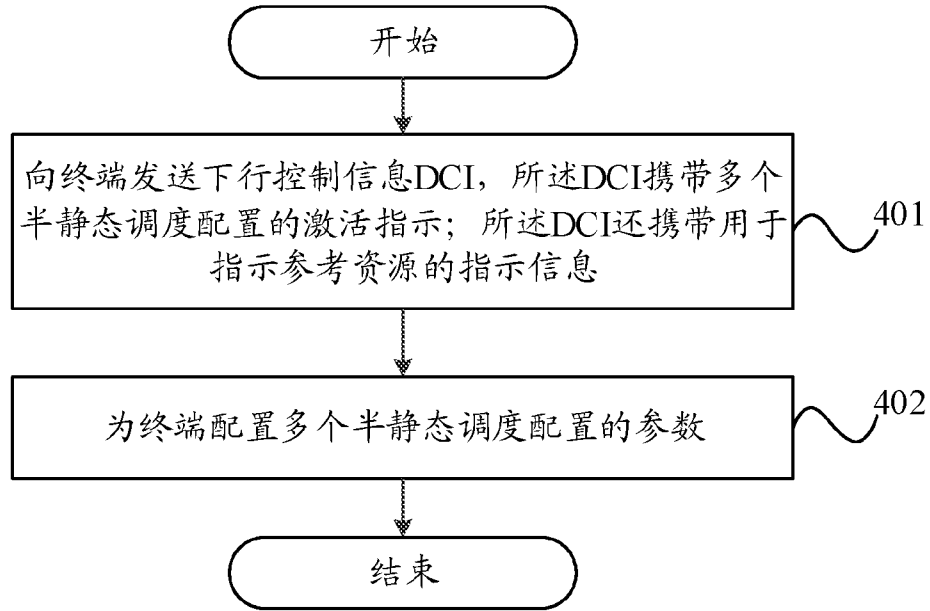 开始
向终端发送下行控制信息DCI，所述DCI携带多个
半静态调度配置的激活指示；所述DCI还携带用于
指示参考资源的指示信息
401
为终端配置多个半静态调度配置的参数
402
结束